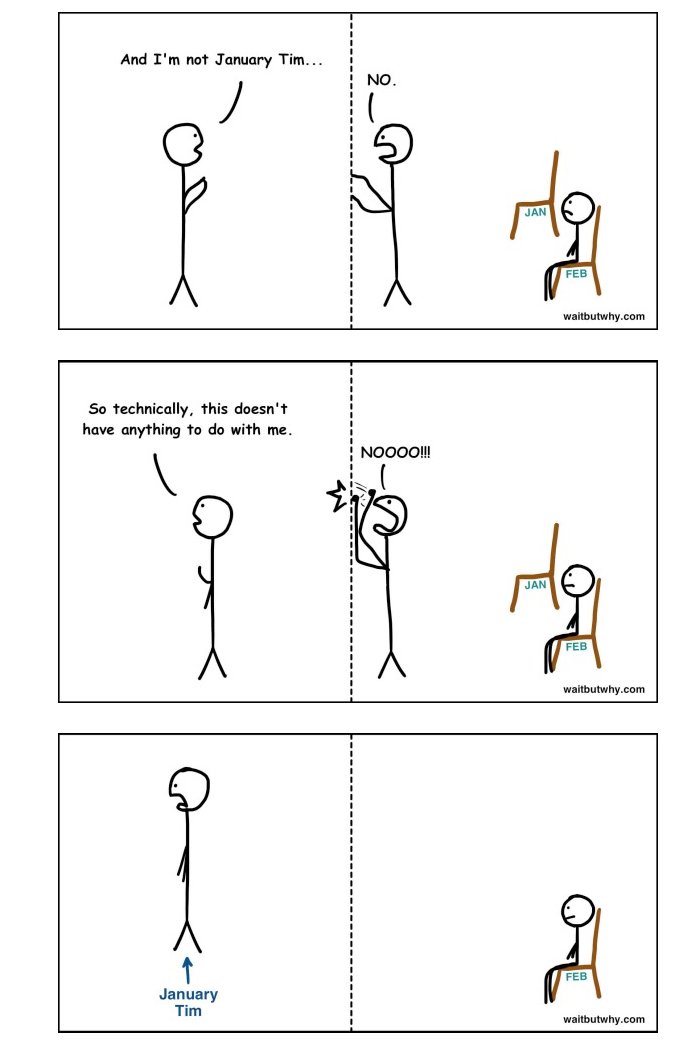 And I'm not January Tim...
NO.
JAN
FEB
waitbutwhy.com
So technically, this doesn't
have anything to do with me.
NOOOO!!!
JAN
FEB
waitbutwhy.com
January
Tim
FEB
waitbutwhy.com